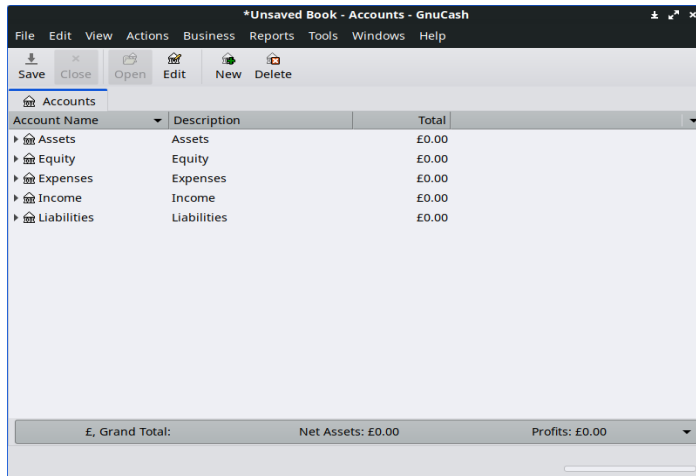 *Unsaved Book - Accounts - GnuCash
File Edit View Actions Business Reports Tools Windows Help
Save Close Open Edit New Delete
Accounts
Account Name Description Total
Assets Assets £0.00
Equity Equity £0.00
Expenses Expenses £0.00
Income Income £0.00
Liabilities Liabilities £0.00
£, Grand Total: Net Assets: £0.00 Profits: £0.00